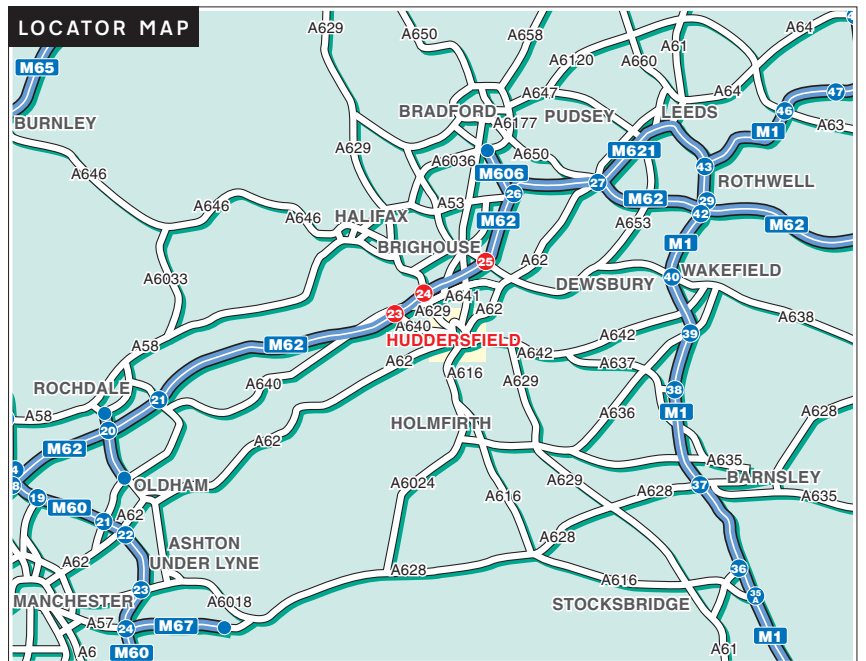 LOCATOR MAP
A629
A650
A658
A64
A61
M65
A6120
A660
A647
A64
47
BRADFORD
46
BURNLEY
A6177
PUDSEY
LEEDS
A63
M1
A629
M621
A6036
A650
43
A646
M606
27
ROTHWELL
26
M62
29
A646
A53
42
A646
HALIFAX
M62
A653
M62
BRIGHOUSE
M1
25
A62
A6033
DEWSBURY
40
WAKEFIELD
24
A641
23
A629
A62
A638
A640
39
M62
HUDDERSFIELD
A642
A58
A642
A62
A637
A616
ROCHDALE
A640
A629
38
21
A58
M1
A628
20
HOLMFIRTH
A636
M62
A62
4
A635
8
BARNSLEY
OLDHAM
A6024
A629
37
19
A616
A628
A635
M60
A62
21
22
A628
ASHTON
UNDER LYNE
A62
A628
36
A616
23
35
A
MANCHESTER
A6018
STOCKSBRIDGE
A57
24
M67
M1
A6
M60
A61